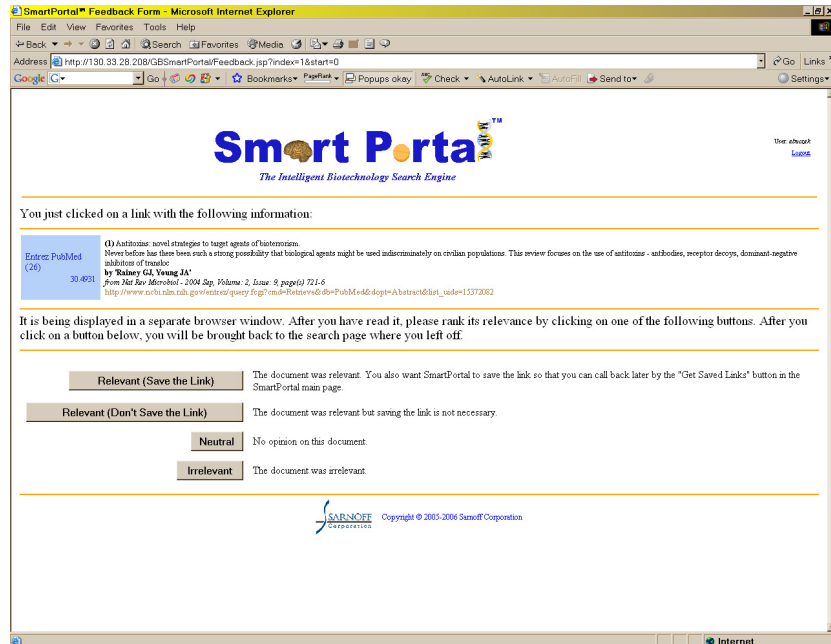 SmartPortal™ Feedback Form - Microsoft Internet Explorer
File Edit View Favorites Tools Help
Back Search Favorites Media
Address http://130.33.28.208/GBSmartPortal/Feedback.jsp?index=1&start=0 Go Links
Google G Go Bookmarks PageRank Popups okay Check AutoLink AutoFill Send to Settings
Smart Portal™
The Intelligent Biotechnology Search Engine
User:
Logout
You just clicked on a link with the following information:
Entrez PubMed
(26)
30.4931
(1) Antitoxins: novel strategies to target agents of bioterrorism.
Never before has there been such a strong possibility that biological agents might be used indiscriminately on civilian populations. This review focuses on the use of antitoxins - antibodies, receptor decoys, dominant-negative
inhibitors of transloc
by 'Rainey GJ, Young JA'
from Nat Rev Microbiol - 2004 Sep, Volume: 2, Issue: 9, page(s) 721-6
http://www.ncbi.nlm.nih.gov/entrez/query.fcgi?cmd=Retrieve&db=PubMed&dopt=Abstract&list_uids=15372082
It is being displayed in a separate browser window. After you have read it, please rank its relevance by clicking on one of the following buttons. After you
click on a button below, you will be brought back to the search page where you left off.
Relevant (Save the Link) The document was relevant. You also want SmartPortal to save the link so that you can call back later by the "Get Saved Links" button in the
SmartPortal main page.
Relevant (Don't Save the Link) The document was relevant but saving the link is not necessary.
Neutral No opinion on this document.
Irrelevant The document was irrelevant.
SARNOFF
Corporation
Copyright © 2005-2006 Sarnoff Corporation
Internet